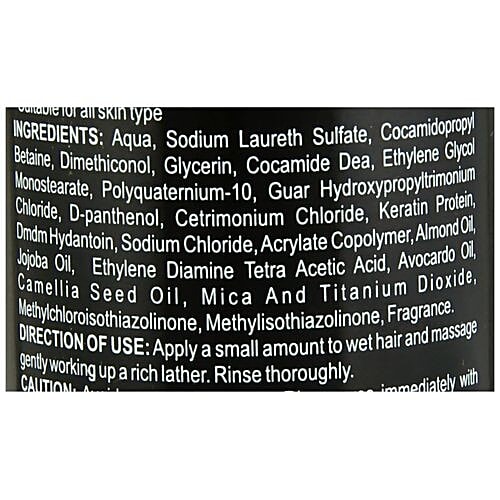 Suitable for all skin type
INGREDIENTS: Aqua, Sodium Laureth Sulfate, Cocamidopropyl
Betaine, Dimethiconol, Glycerin, Cocamide Dea, Ethylene Glycol
Monostearate, Polyquaternium-10, Guar Hydroxypropyltrimonium
Chloride, D-panthenol, Cetrimonium Chloride, Keratin Protein,
Dmdm Hydantoin, Sodium Chloride, Acrylate Copolymer, Almond Oil,
Jojoba Oil, Ethylene Diamine Tetra Acetic Acid, Avocardo Oil,
Camellia Seed Oil, Mica And Titanium Dioxide,
Methylchloroisothiazolinone, Methylisothiazolinone, Fragrance.
DIRECTION OF USE: Apply a small amount to wet hair and massage
gently working up a rich lather. Rinse thoroughly.
CAUTION: immediately with